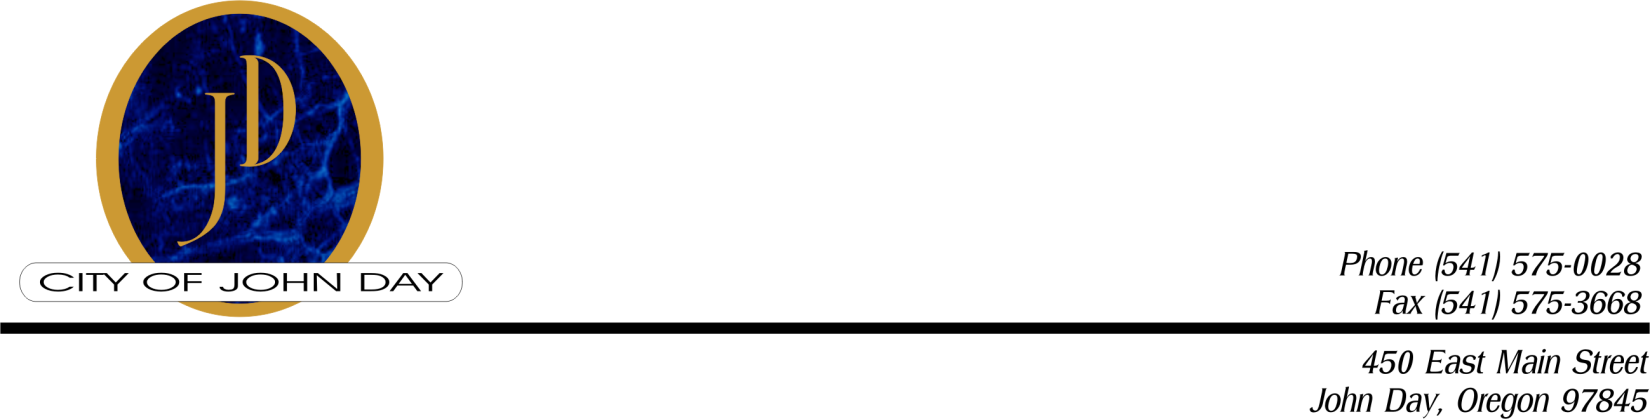 JD
CITY OF JOHN DAY
Phone (541) 575-0028
Fax (541) 575-3668
450 East Main Street
John Day, Oregon 97845